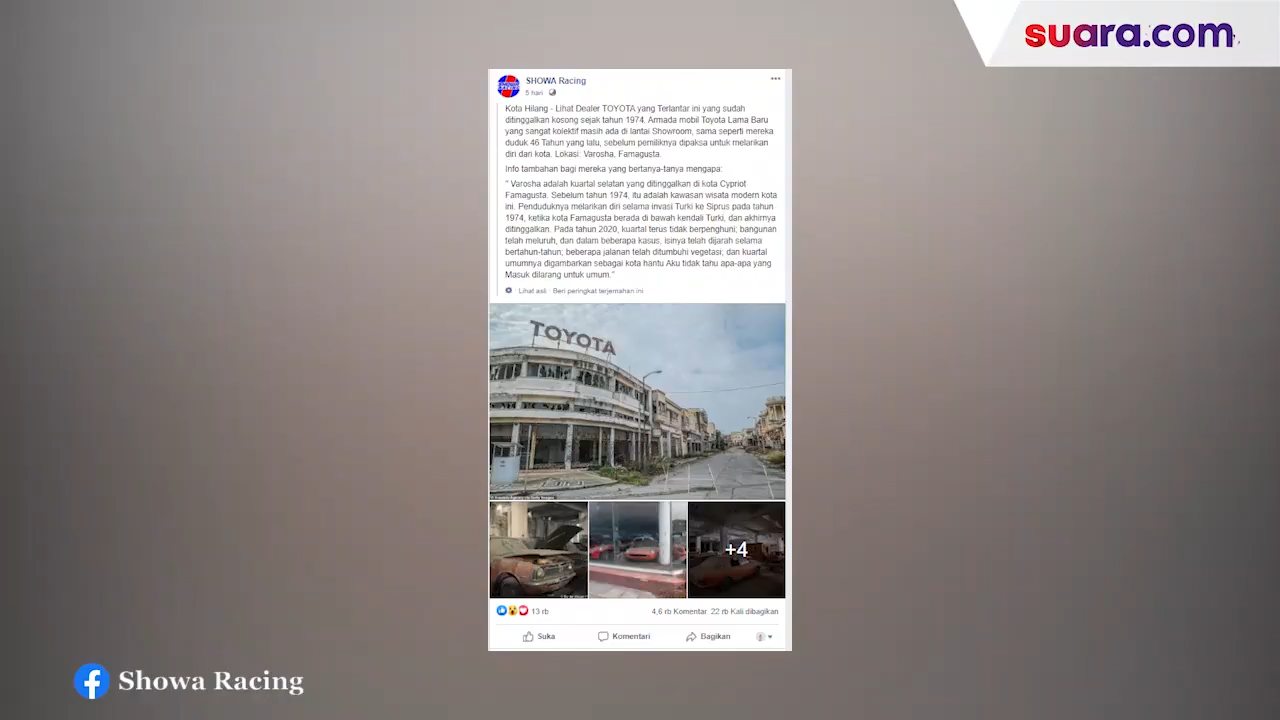 suara.com
SHOWA Racing
5 hari
Kota Hilang - Lihat Dealer TOYOTA yang Terlantar ini yang sudah
ditinggalkan kosong sejak tahun 1974. Armada mobil Toyota Lama Baru
yang sangat kolektif masih ada di lantai Showroom, sama seperti mereka
duduk 46 Tahun yang lalu, sebelum pemiliknya dipaksa untuk melarikan
diri dari kota. Lokasi: Varosha, Famagusta.
Info tambahan bagi mereka yang bertanya-tanya mengapa:
" Varosha adalah kuartal selatan yang ditinggalkan di kota Cypriot
Famagusta. Sebelum tahun 1974, itu adalah kawasan wisata modern kota
ini. Penduduknya melarikan diri selama invasi Turki ke Siprus pada tahun
1974, ketika kota Famagusta berada di bawah kendali Turki, dan akhirnya
ditinggalkan. Pada tahun 2020, kuartal terus tidak berpenghuni; bangunan
telah meluruh, dan dalam beberapa kasus, isinya telah dijarah selama
bertahun-tahun; beberapa jalanan telah ditumbuhi vegetasi; dan kuartal
umumnya digambarkan sebagai kota hantu Aku tidak tahu apa-apa yang
Masuk dilarang untuk umum."
Lihat asli · Beri peringkat terjemahan ini
TOYOTA
+4
13 rb
4,6 rb Komentar 22 rb Kali dibagikan
Suka Komentari Bagikan
Showa Racing